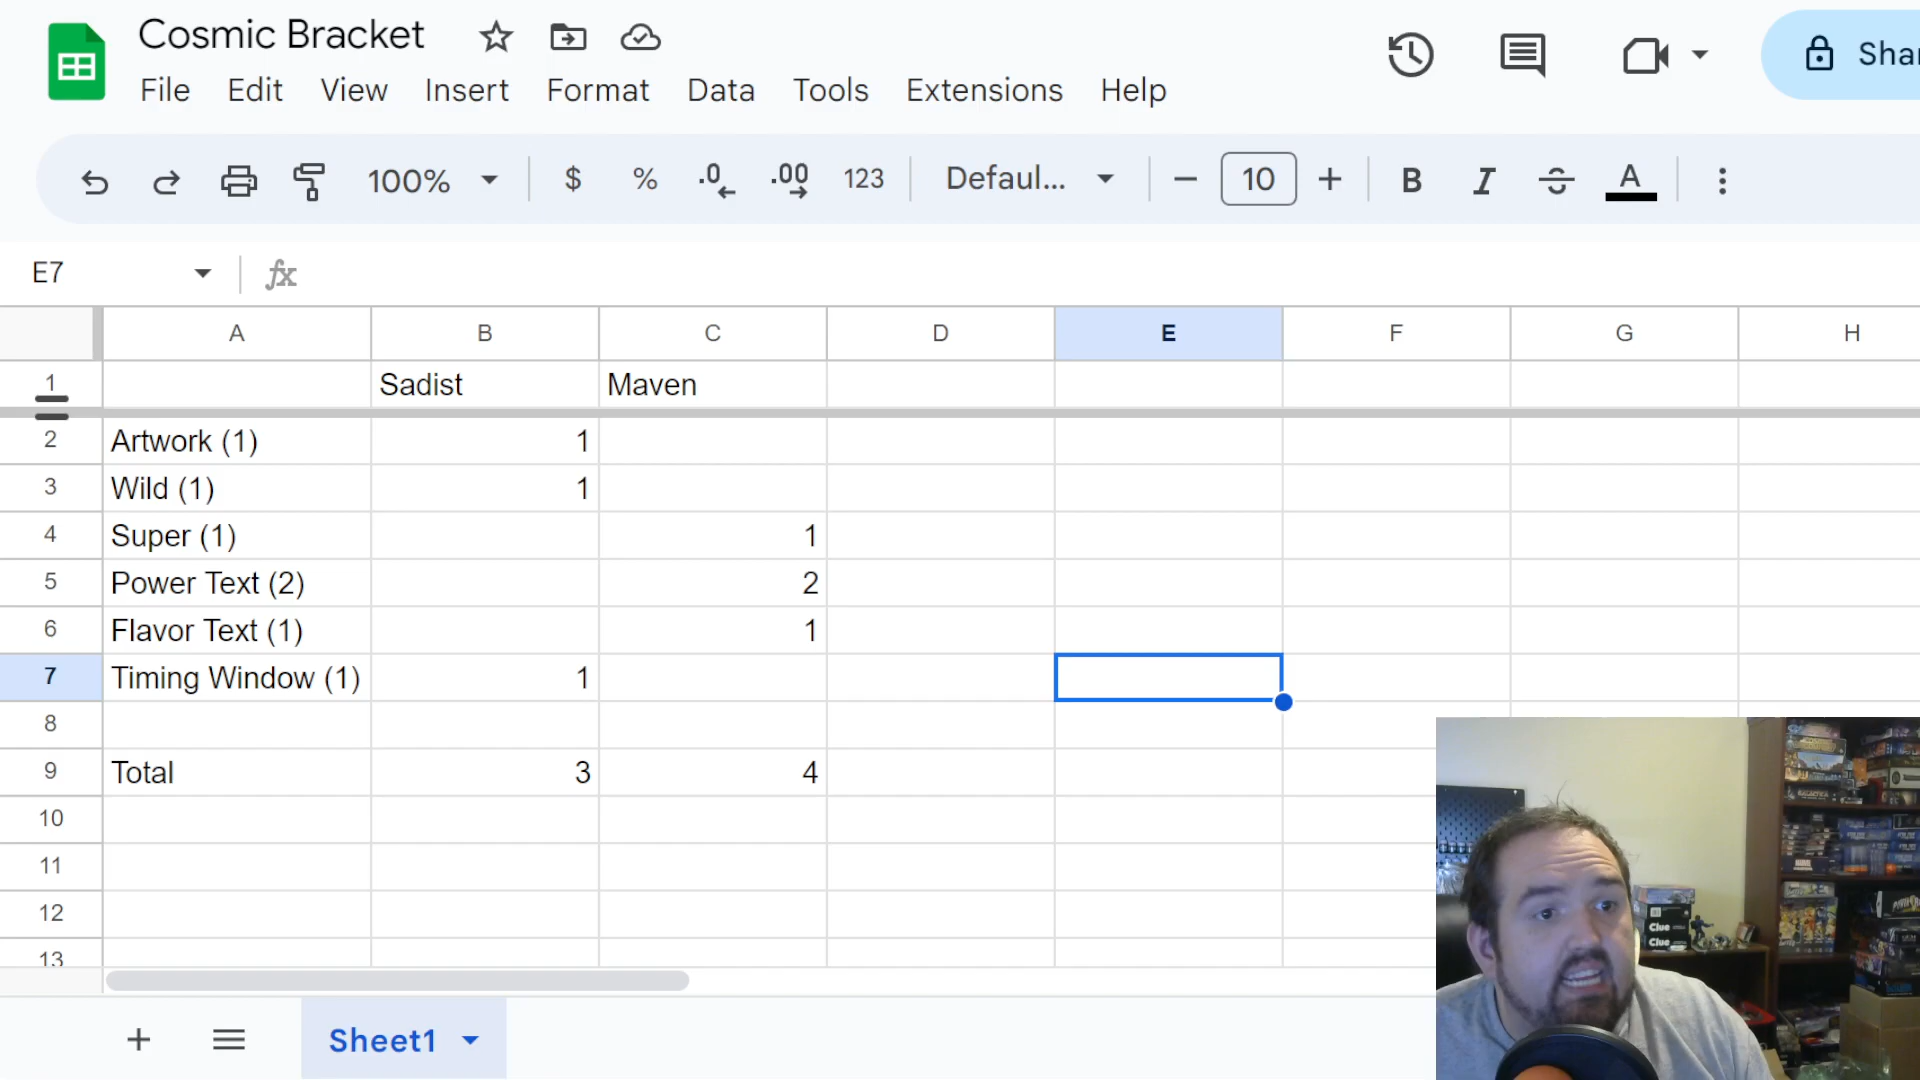 Cosmic Bracket
File Edit View Insert Format Data Tools Extensions Help
Shar
100% $ % .0 .00 123 Defaul... 10 B I S A
E7 fx
A B C D E F G H
1 Sadist Maven
2 Artwork (1) 1
3 Wild (1) 1
4 Super (1) 1
5 Power Text (2) 2
6 Flavor Text (1) 1
7 Timing Window (1) 1
8
9 Total 3 4
10
11
12
13
Clue
Clue
Sheet1